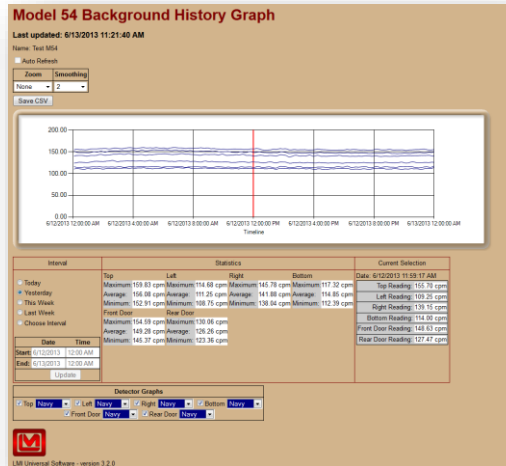 Model 54 Background History Graph
Last updated: 6/13/2013 11:21:40 AM
Name: Test M54
Auto Refresh
Zoom Smoothing
None 2
Save CSV
200.00
150.00
100.00
50.00
0.00
6/12/2013 12:00:00 AM 6/12/2013 4:00:00 AM 6/12/2013 8:00:00 AM 6/12/2013 12:00:00 PM 6/12/2013 4:00:00 PM 6/12/2013 8:00:00 PM 6/13/2013 12:00:00 AM
Timeline
Interval Statistics Current Selection
Today
Yesterday
This Week
Last Week
Choose Interval
Date Time
Start: 6/12/2013 12:00 AM
End: 6/13/2013 12:00 AM
Update
Top Left Right Bottom
Maximum: 159.83 cpm Maximum: 114.68 cpm Maximum: 145.78 cpm Maximum: 117.32 cpm
Average: 156.08 cpm Average: 111.25 cpm Average: 141.88 cpm Average: 114.85 cpm
Minimum: 152.91 cpm Minimum: 108.75 cpm Minimum: 138.04 cpm Minimum: 112.39 cpm
Front Door Rear Door
Maximum: 154.59 cpm Maximum: 130.06 cpm
Average: 149.28 cpm Average: 126.26 cpm
Minimum: 145.37 cpm Minimum: 123.36 cpm
Date: 6/12/2013 11:59:17 AM
Top Reading: 155.70 cpm
Left Reading: 109.25 cpm
Right Reading: 139.15 cpm
Bottom Reading: 114.00 cpm
Front Door Reading: 148.63 cpm
Rear Door Reading: 127.47 cpm
Detector Graphs
Top Navy Left Navy Right Navy Bottom Navy
Front Door Navy Rear Door Navy
LMI Universal Software - version 3.2.0